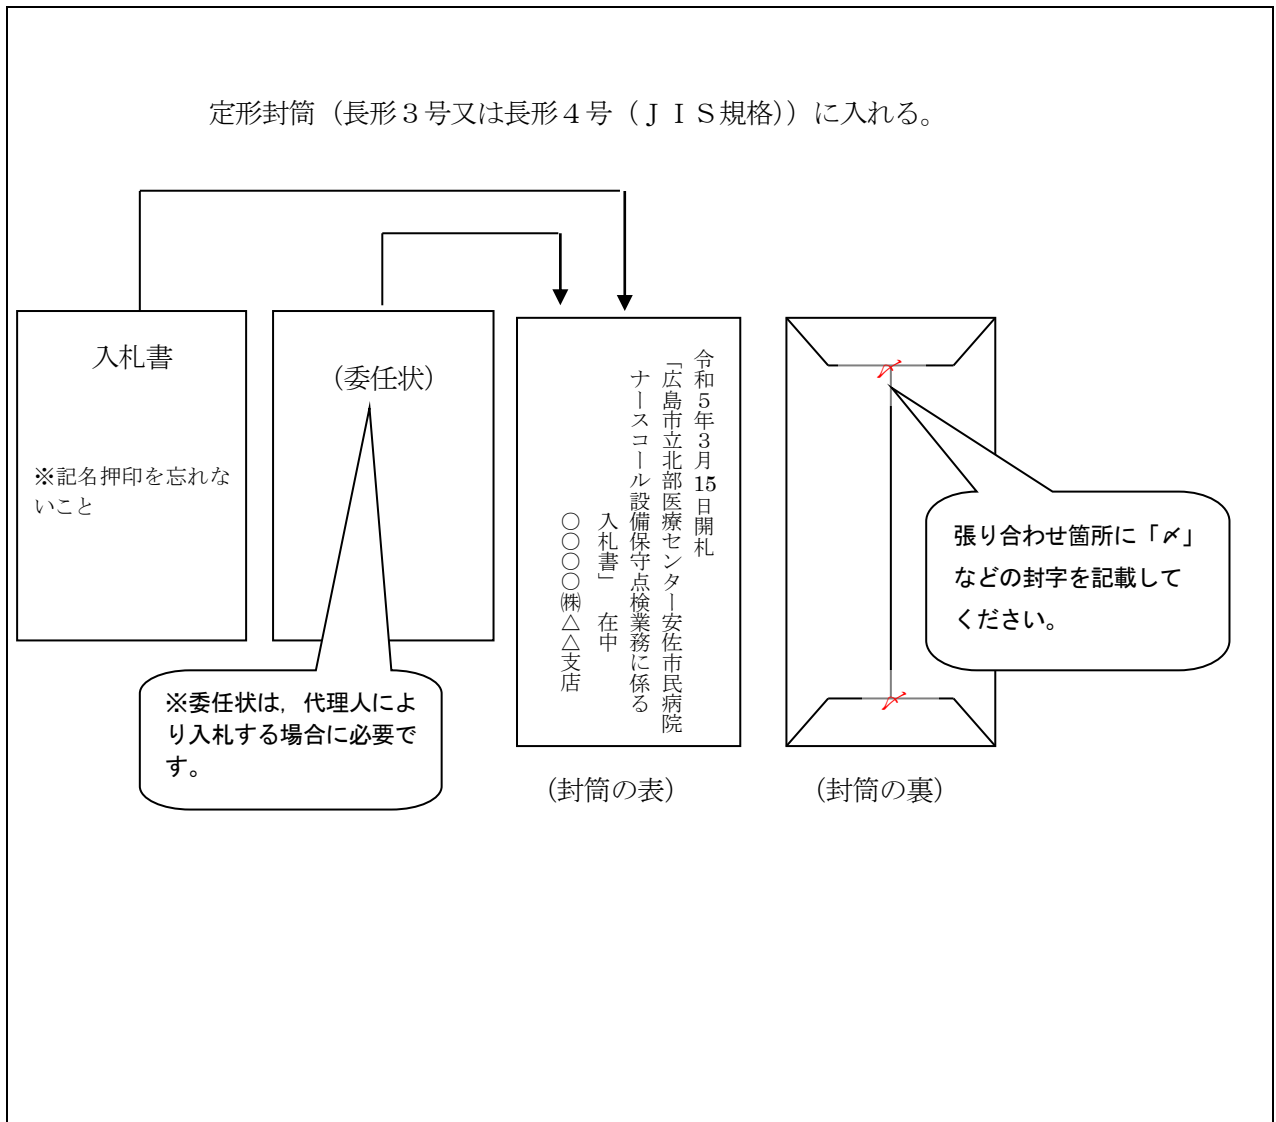 定形封筒（長形３号又は長形４号（ＪＩＳ規格））に入れる。
入札書
※記名押印を忘れな
いこと
（委任状）
※委任状は，代理人によ
り入札する場合に必要で
す。
令和５年３月15日開札
「広島市立北部医療センター安佐市民病院
ナースコール設備保守点検業務に係る
入札書」　在中
〇〇〇〇㈱△△支店
（封筒の表）
〆
〆
張り合わせ箇所に「〆」
などの封字を記載して
ください。
（封筒の裏）